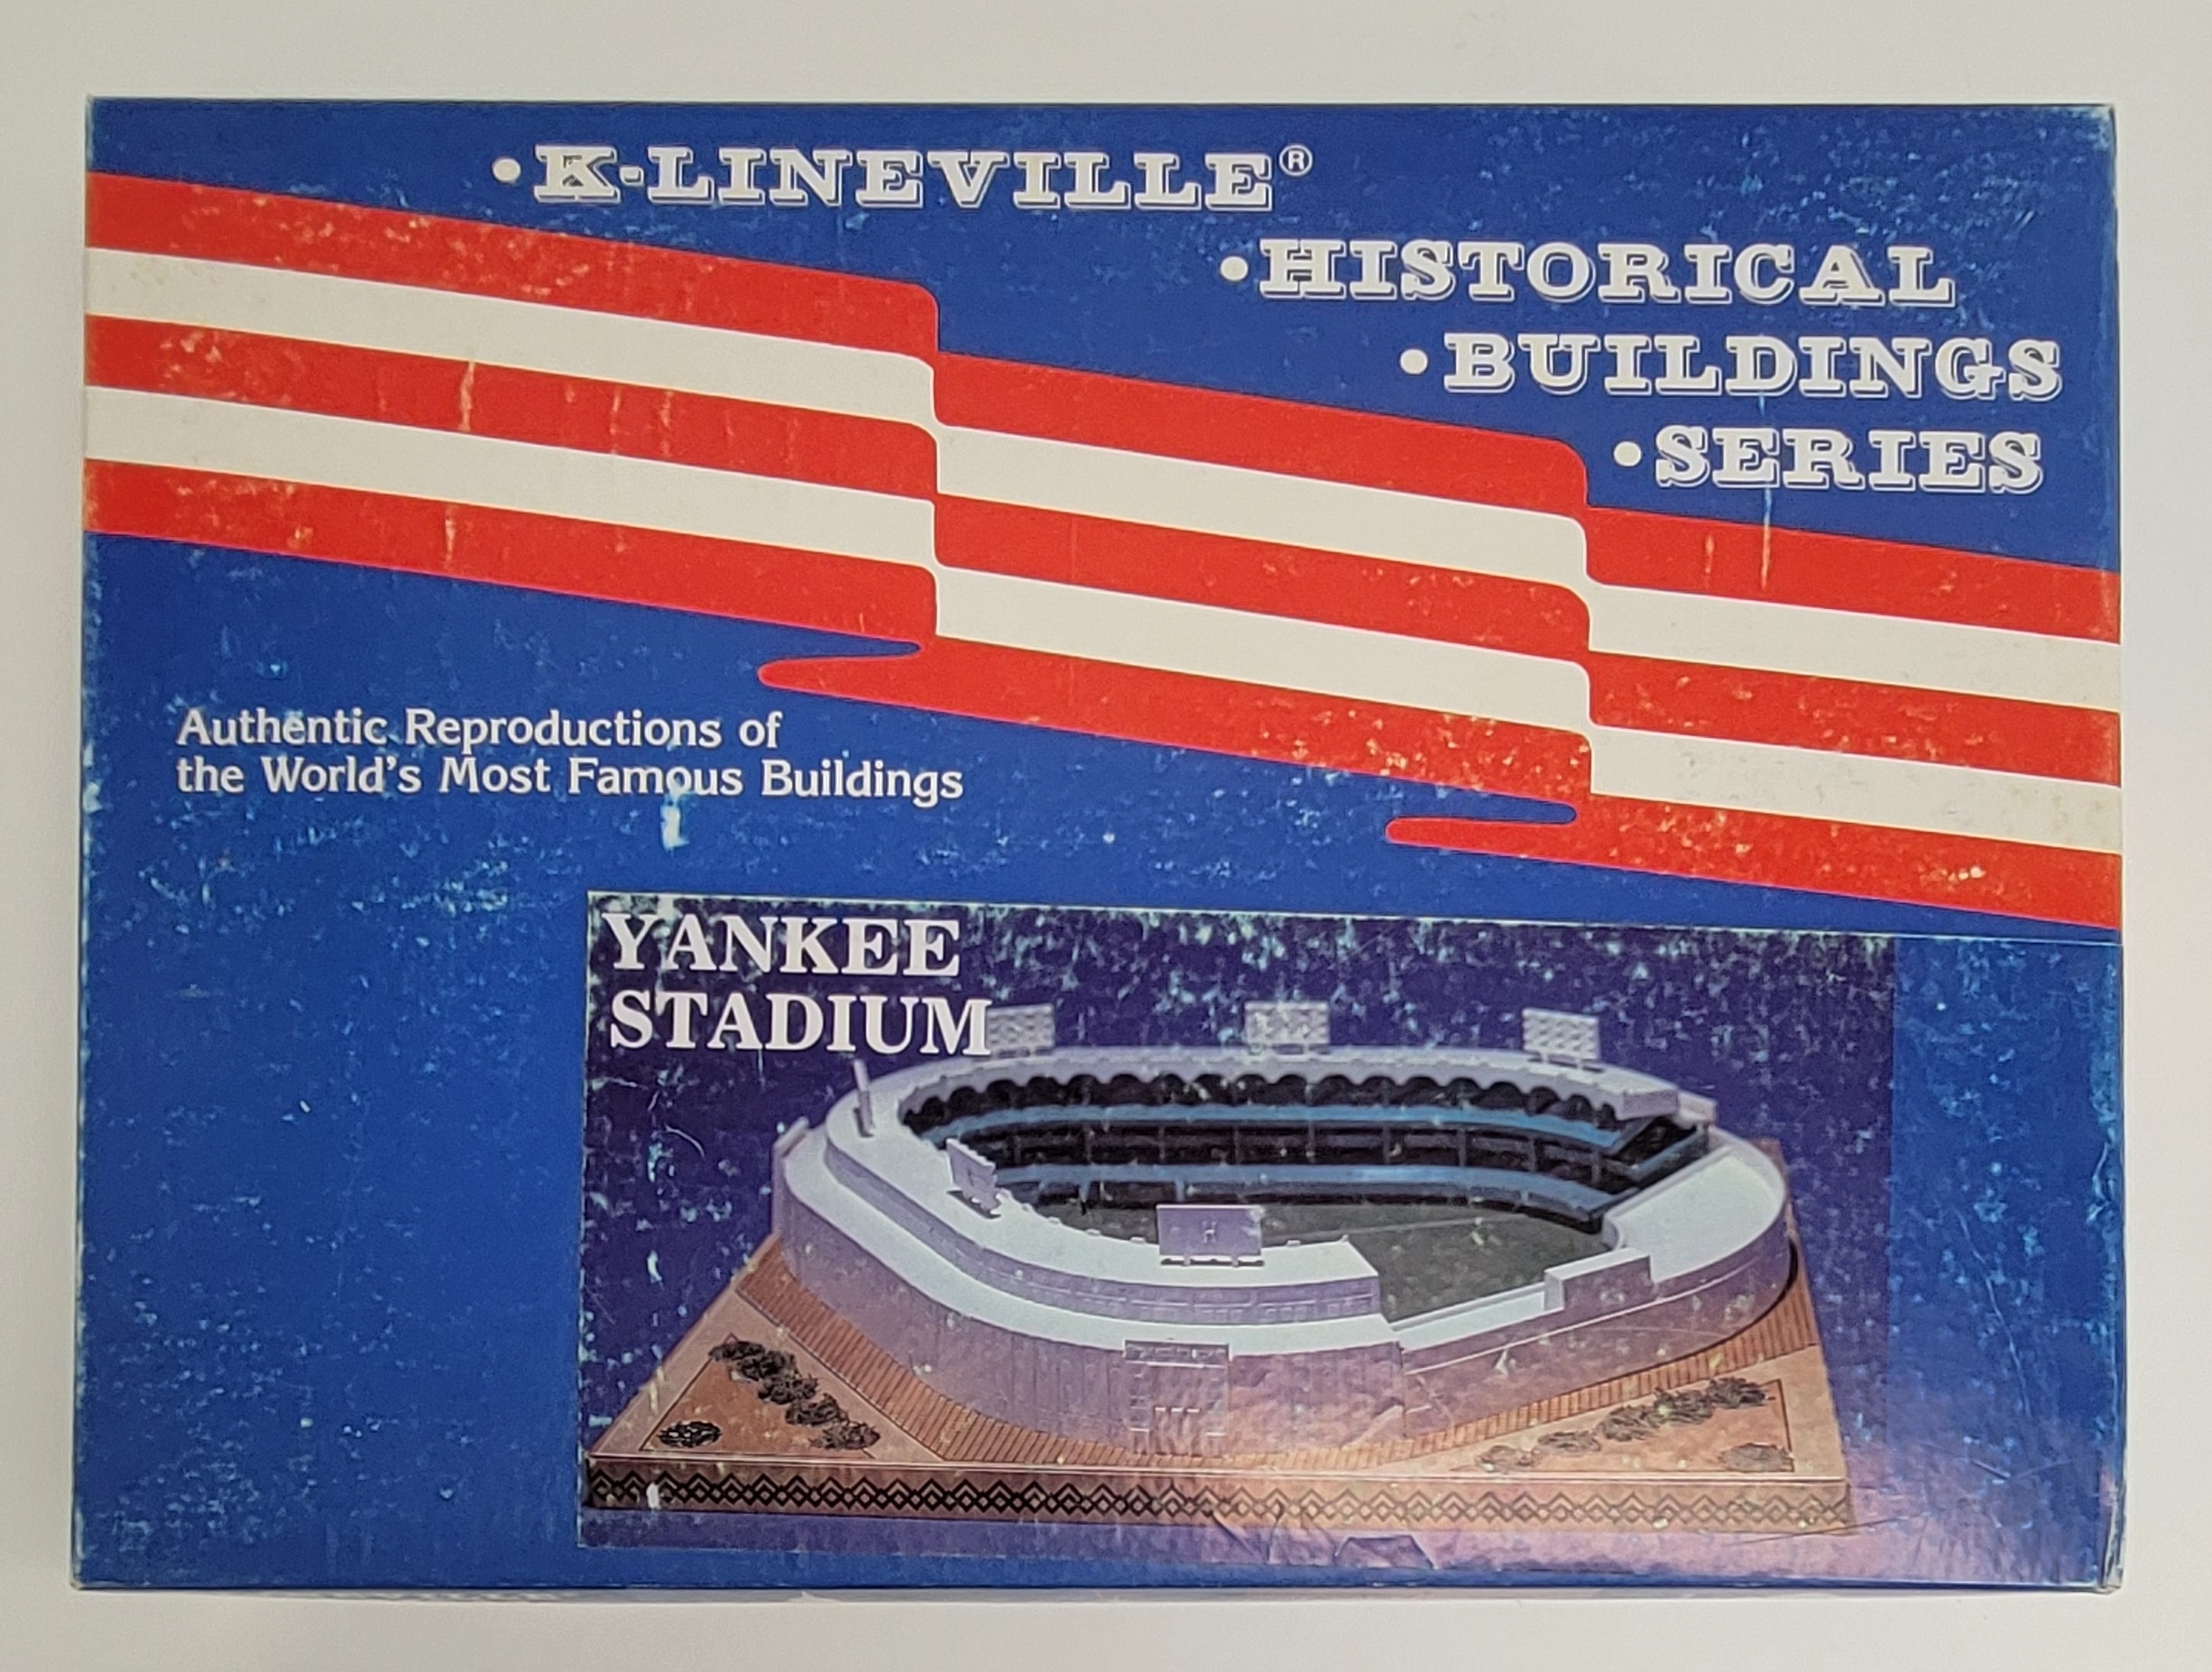 • K-LINEVILLE®
• HISTORICAL
• BUILDINGS
• SERIES
Authentic Reproductions of
the World's Most Famous Buildings
YANKEE
STADIUM